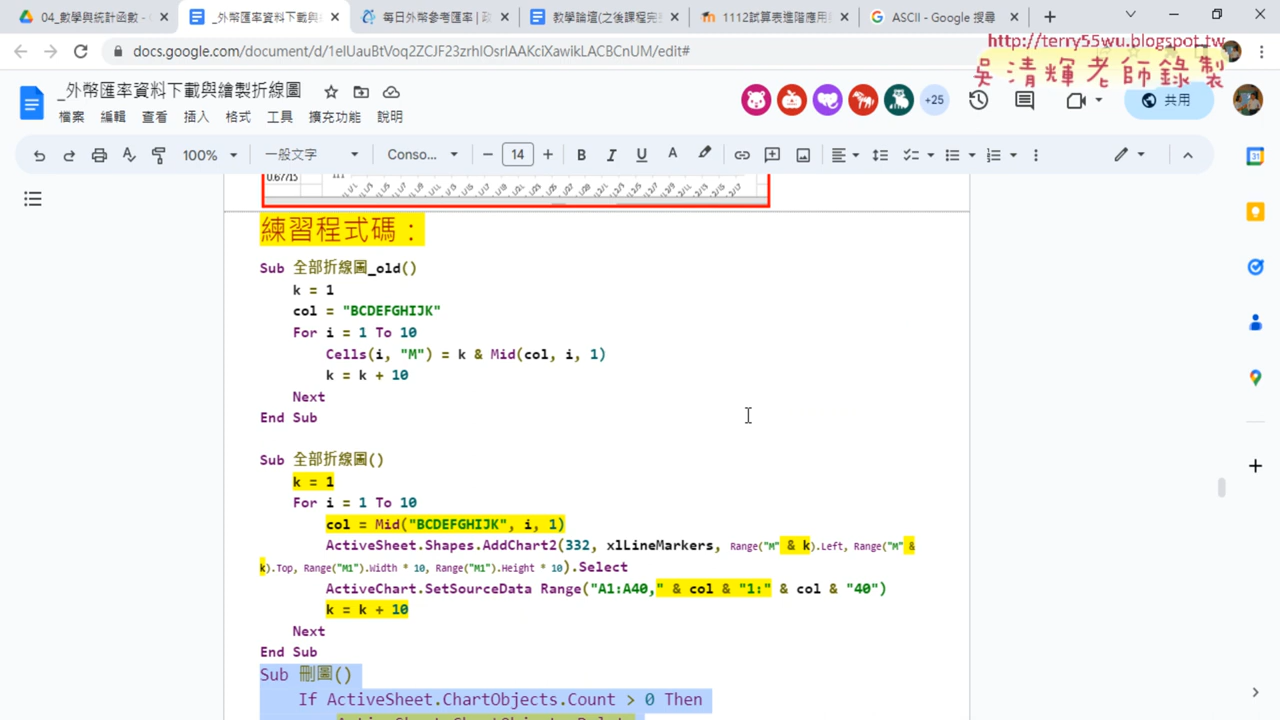 04_數學與統計函數 - G
_外幣匯率資料下載與
每日外幣參考匯率 | 政
教學論壇(之後課程完
1112試算表進階應用
ASCII - Google 搜尋
docs.google.com/document/d/1eIUauBtVoq2ZCJF23zrhlOsrIAAKciXawikLACBCnUM/edit#
http://terry55wu.blogspot.tw
吳清輝老師錄製
_外幣匯率資料下載與繪製折線圖
檔案 編輯 查看 插入 格式 工具 擴充功能 說明
+25
共用
100% 一般文字 Conso... 14
0.67715
練習程式碼：
Sub 全部折線圖_old()
k = 1
col = "BCDEFGHIJK"
For i = 1 To 10
Cells(i, "M") = k & Mid(col, i, 1)
k = k + 10
Next
End Sub
Sub 全部折線圖()
k = 1
For i = 1 To 10
col = Mid("BCDEFGHIJK", i, 1)
ActiveSheet.Shapes.AddChart2(332, xlLineMarkers, Range("M" & k).Left, Range("M" &
k).Top, Range("M1").Width * 10, Range("M1").Height * 10).Select
ActiveChart.SetSourceData Range("A1:A40," & col & "1:" & col & "40")
k = k + 10
Next
End Sub
Sub 刪圖()
If ActiveSheet.ChartObjects.Count > 0 Then